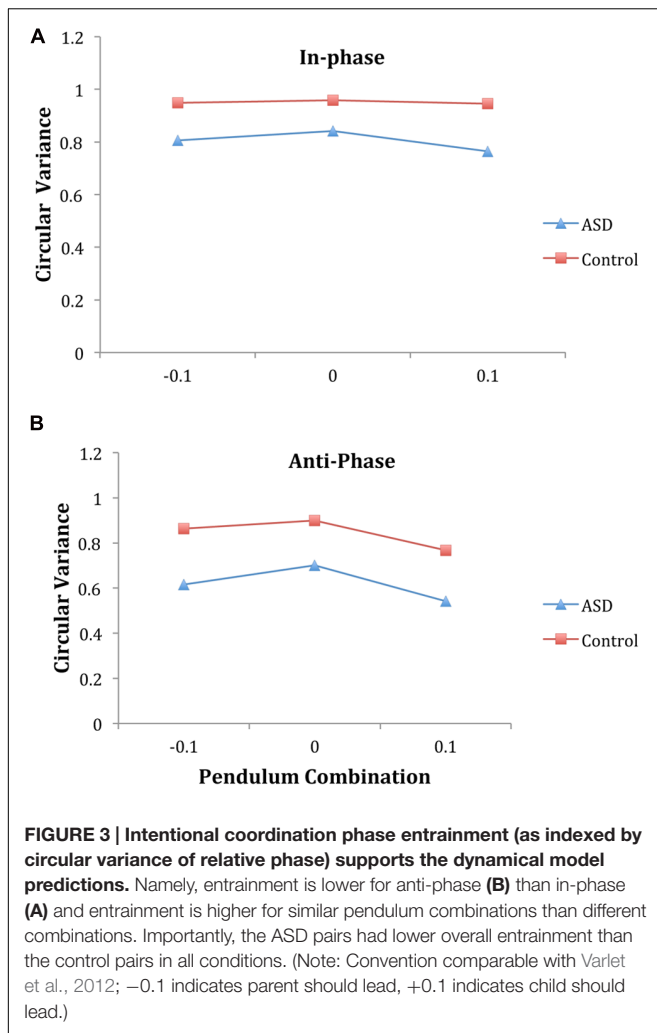 A
In-phase
1.2
1
0.8
0.6
0.4
0.2
0
Circular Variance
-0.1 0 0.1
ASD
Control
B
Anti-Phase
1.2
1
0.8
0.6
0.4
0.2
0
Circular Variance
-0.1 0 0.1
Pendulum Combination
ASD
Control
FIGURE 3 | Intentional coordination phase entrainment (as indexed by
circular variance of relative phase) supports the dynamical model
predictions. Namely, entrainment is lower for anti-phase (B) than in-phase
(A) and entrainment is higher for similar pendulum combinations than different
combinations. Importantly, the ASD pairs had lower overall entrainment than
the control pairs in all conditions. (Note: Convention comparable with Varlet
et al., 2012; −0.1 indicates parent should lead, +0.1 indicates child should
lead.)